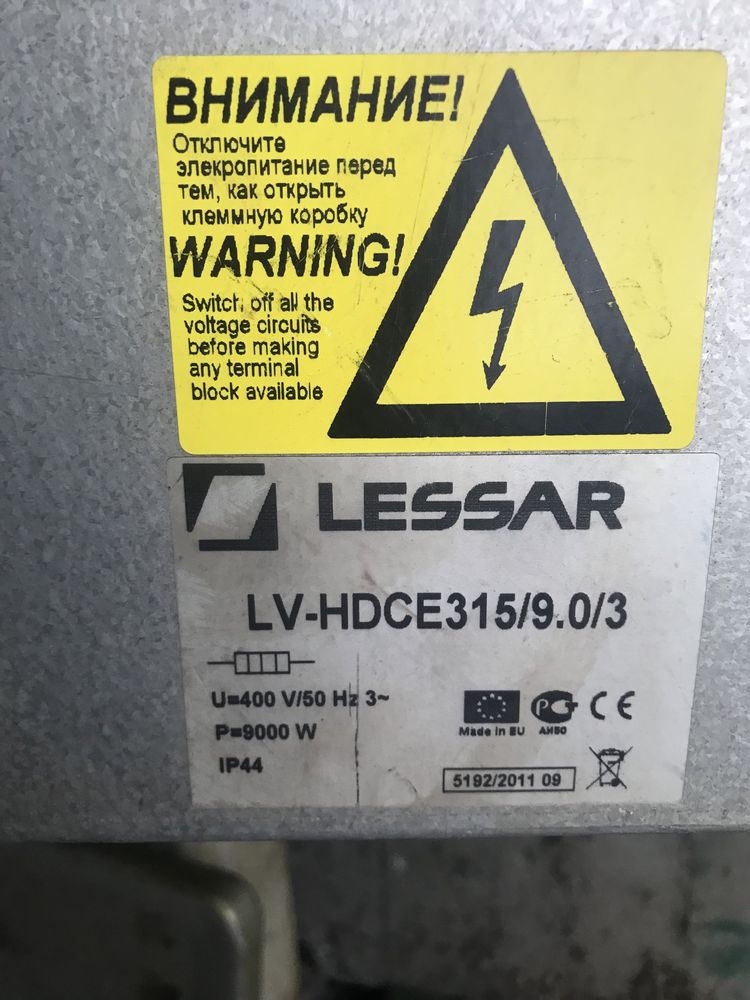 ВНИМАНИЕ!
Отключите
элекропитание перед
тем, как открыть
клеммную коробку
WARNING!
Switch off all the
voltage circuits
before making
any terminal
block available
LESSAR
LV-HDCE315/9.0/3
U=400 V/50 Hz 3~
P=9000 W
IP44
Made in EU
АИ50
CE
5192/2011 09